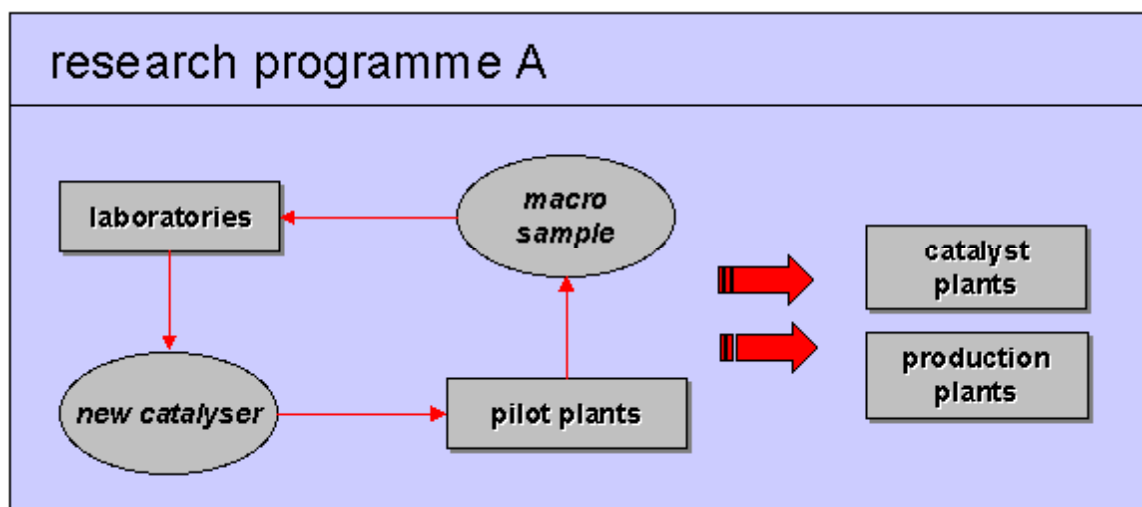 research programme A
laboratories
macro
sample
catalyst
plants
production
plants
new catalyser
pilot plants